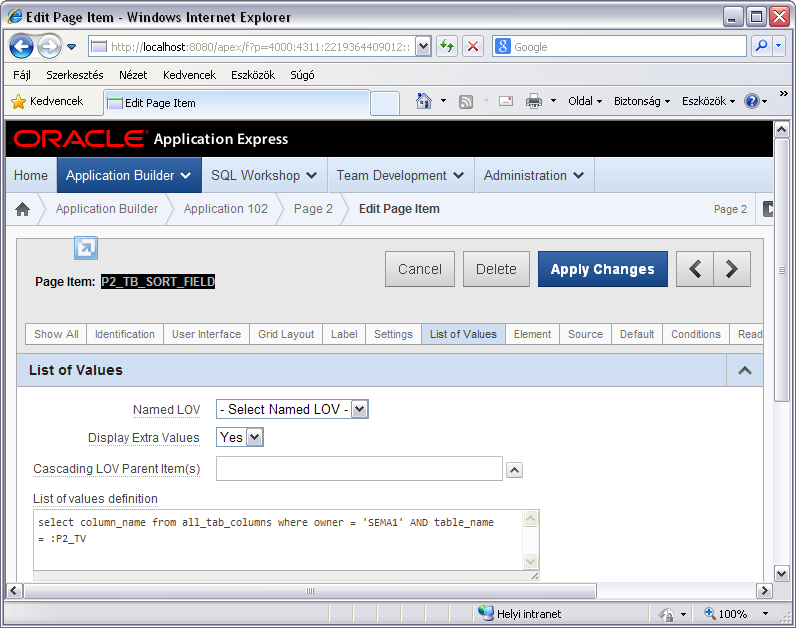 Edit Page Item - Windows Internet Explorer
http://localhost:8080/apex/f?p=4000:4311:2219364409012::
Google
Fájl Szerkesztés Nézet Kedvencek Eszközök Súgó
Kedvencek Edit Page Item Oldal Biztonság Eszközök
ORACLE Application Express
Home Application Builder SQL Workshop Team Development Administration
Application Builder Application 102 Page 2 Edit Page Item Page 2
Page Item: P2_TB_SORT_FIELD Cancel Delete Apply Changes
Show All Identification User Interface Grid Layout Label Settings List of Values Element Source Default Conditions Read
List of Values
Named LOV - Select Named LOV -
Display Extra Values Yes
Cascading LOV Parent Item(s)
List of values definition
select column_name from all_tab_columns where owner = 'SEMA1' AND table_name
= :P2_TV
Helyi intranet 100%